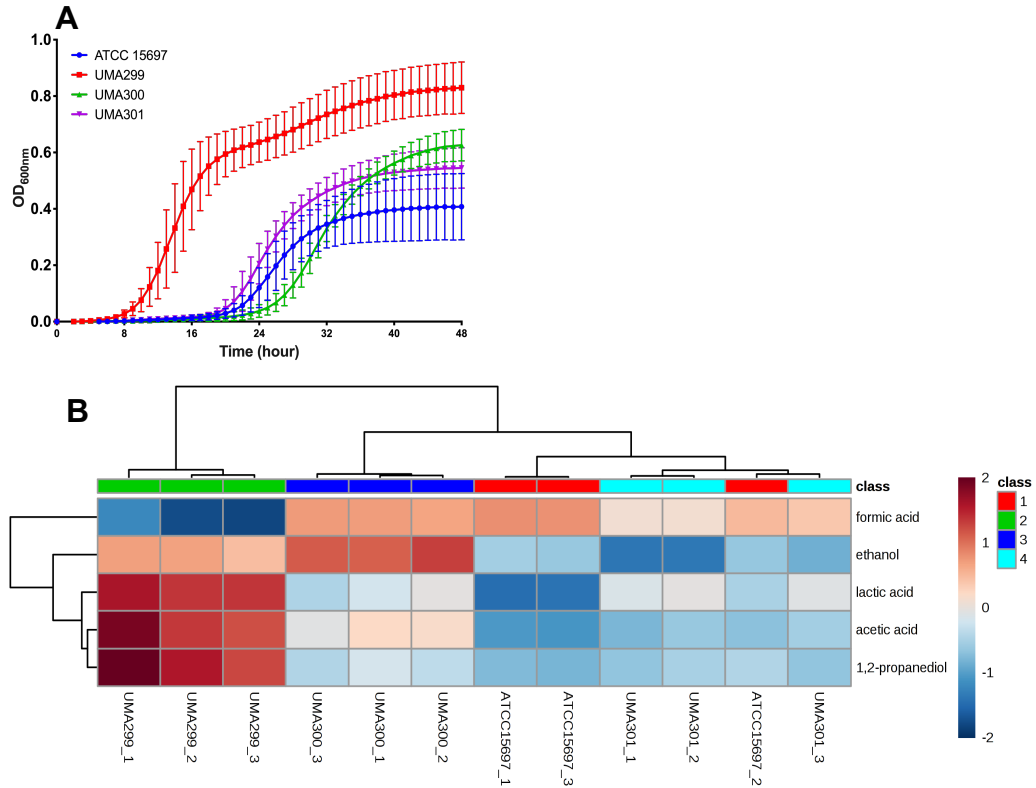 A
1.0
0.8
0.6
0.4
0.2
0.0
OD600nm
ATCC 15697
UMA299
UMA300
UMA301
0 8 16 24 32 40 48
Time (hour)
B
class
formic acid
ethanol
lactic acid
acetic acid
1,2-propanediol
UMA299_1
UMA299_2
UMA299_3
UMA300_3
UMA300_1
UMA300_2
ATCC15697_1
ATCC15697_3
UMA301_1
UMA301_2
ATCC15697_2
UMA301_3
2
1
0
-1
-2
class
1
2
3
4